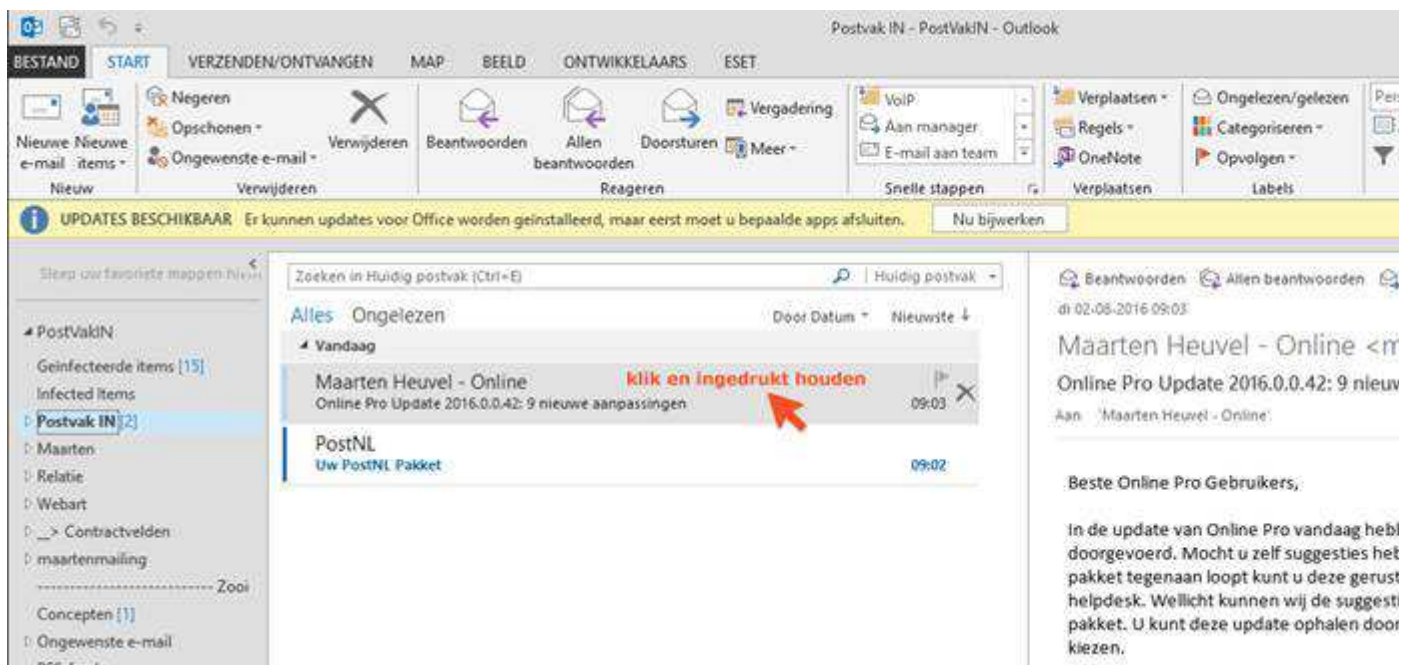 Postvak IN - PostVakIN - Outlook
BESTAND START VERZENDEN/ONTVANGEN MAP BEELD ONTWIKKELAARS ESET
Nieuwe e-mail
Nieuwe items
Negeren
Opschonen
Ongewenste e-mail
Verwijderen
Beantwoorden
Allen beantwoorden
Doorsturen
Vergadering
Meer
VoIP
Aan manager
E-mail aan team
Verplaatsen
Regels
OneNote
Ongelezen/gelezen
Categoriseren
Opvolgen
Nieuw Verwijderen Reageren Snelle stappen Verplaatsen Labels
UPDATES BESCHIKBAAR Er kunnen updates voor Office worden geïnstalleerd, maar eerst moet u bepaalde apps afsluiten. Nu bijwerken
Sleep uw favoriete mappen
PostVakIN
Geïnfecteerde items [15]
Infected Items
Postvak IN [2]
Maarten
Relatie
Webart
__> Contractvelden
maartenmailing
---------------------------- Zooi
Concepten [1]
Ongewenste e-mail
Zoeken in Huidig postvak (Ctrl+E) Huidig postvak
Alles Ongelezen Door Datum Nieuwste
Vandaag
Maarten Heuvel - Online
Online Pro Update 2016.0.0.42: 9 nieuwe aanpassingen 09:03
klik en ingedrukt houden
PostNL
Uw PostNL Pakket 09:02
Beantwoorden Allen beantwoorden
di 02-08-2016 09:03
Maarten Heuvel - Online <m
Online Pro Update 2016.0.0.42: 9 nieuw
Aan 'Maarten Heuvel - Online'
Beste Online Pro Gebruikers,
In de update van Online Pro vandaag heb
doorgevoerd. Mocht u zelf suggesties heb
pakket tegenaan loopt kunt u deze gerust
helpdesk. Wellicht kunnen wij de suggesti
pakket. U kunt deze update ophalen door
kiezen.